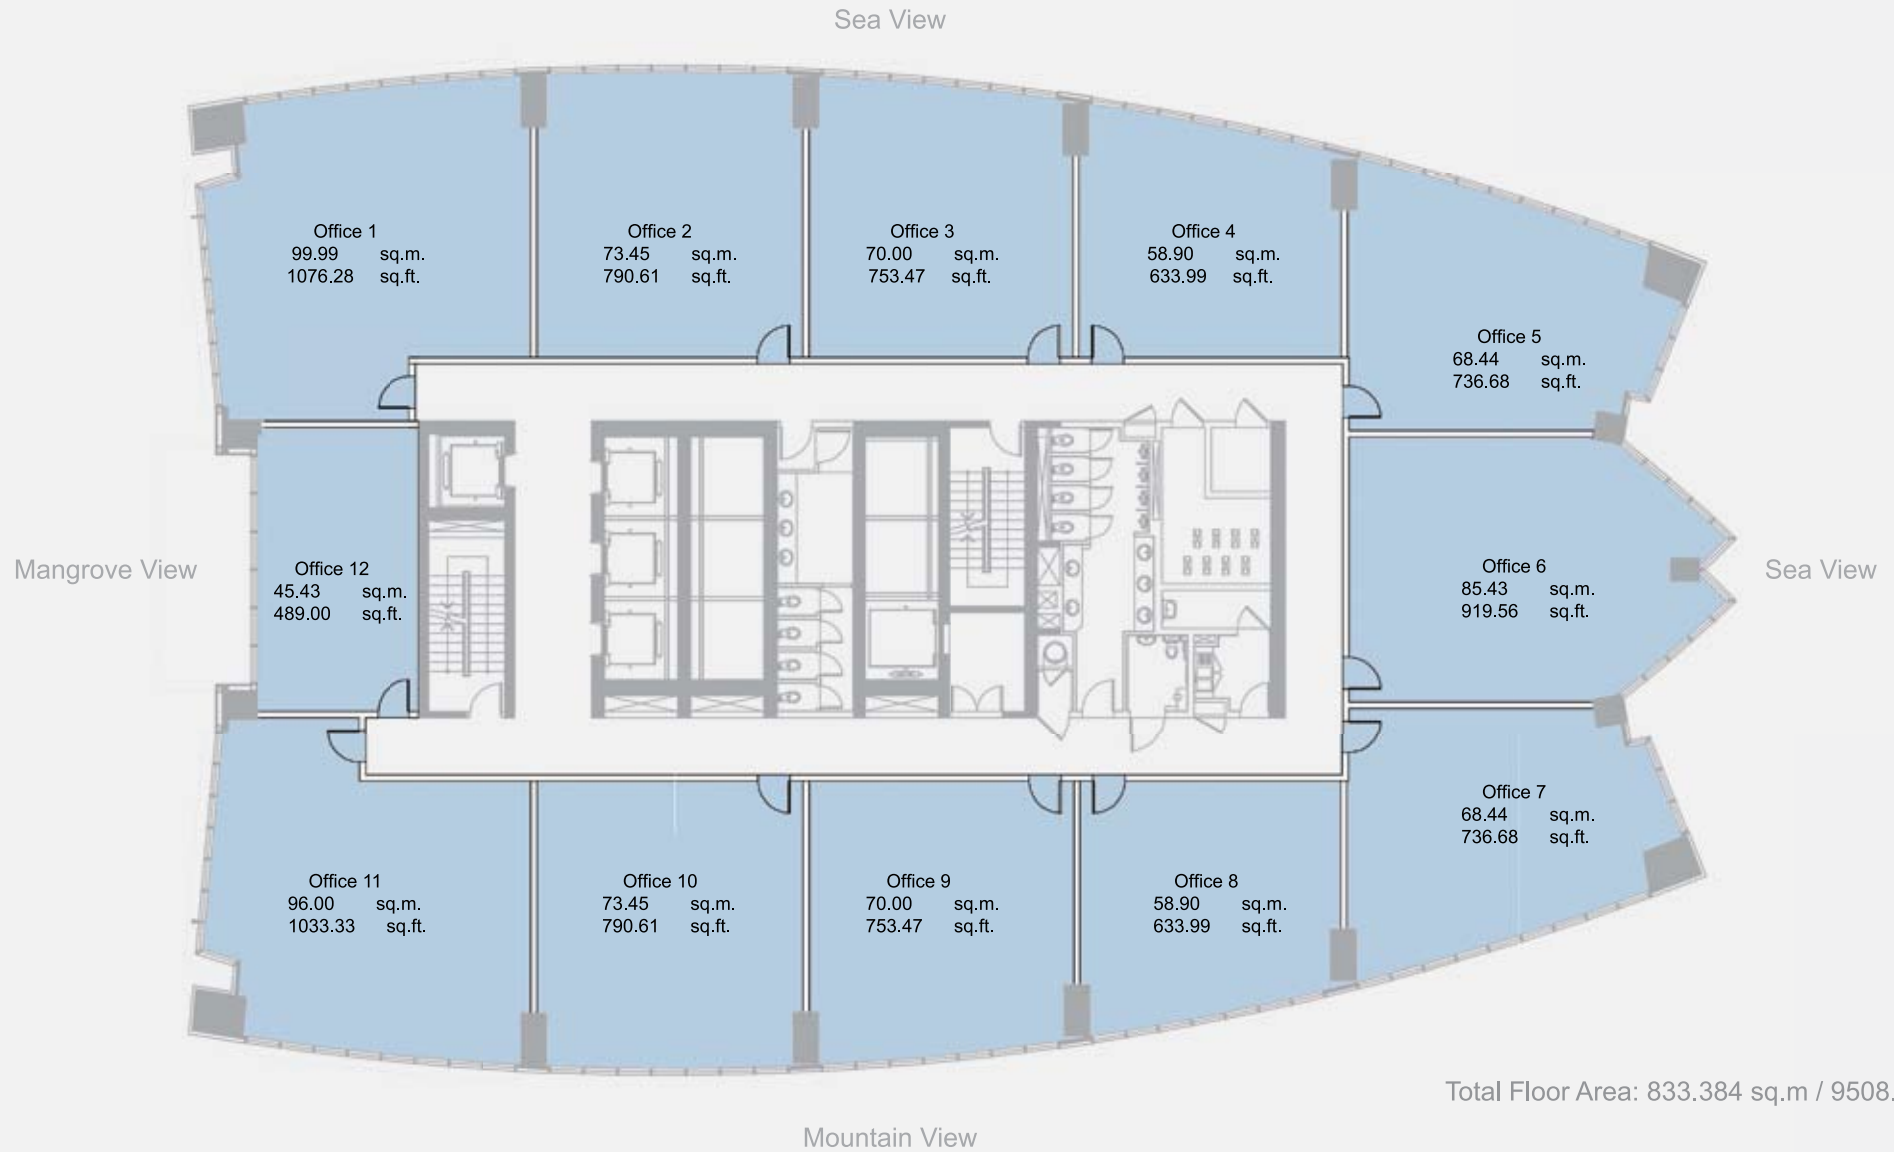 Sea View
Office 1
99.99 sq.m.
1076.28 sq.ft.
Office 2
73.45 sq.m.
790.61 sq.ft.
Office 3
70.00 sq.m.
753.47 sq.ft.
Office 4
58.90 sq.m.
633.99 sq.ft.
Office 5
68.44 sq.m.
736.68 sq.ft.
Mangrove View
Office 12
45.43 sq.m.
489.00 sq.ft.
Office 6
85.43 sq.m.
919.56 sq.ft.
Sea View
Office 7
68.44 sq.m.
736.68 sq.ft.
Office 11
96.00 sq.m.
1033.33 sq.ft.
Office 10
73.45 sq.m.
790.61 sq.ft.
Office 9
70.00 sq.m.
753.47 sq.ft.
Office 8
58.90 sq.m.
633.99 sq.ft.
Total Floor Area: 833.384 sq.m / 9508.
Mountain View